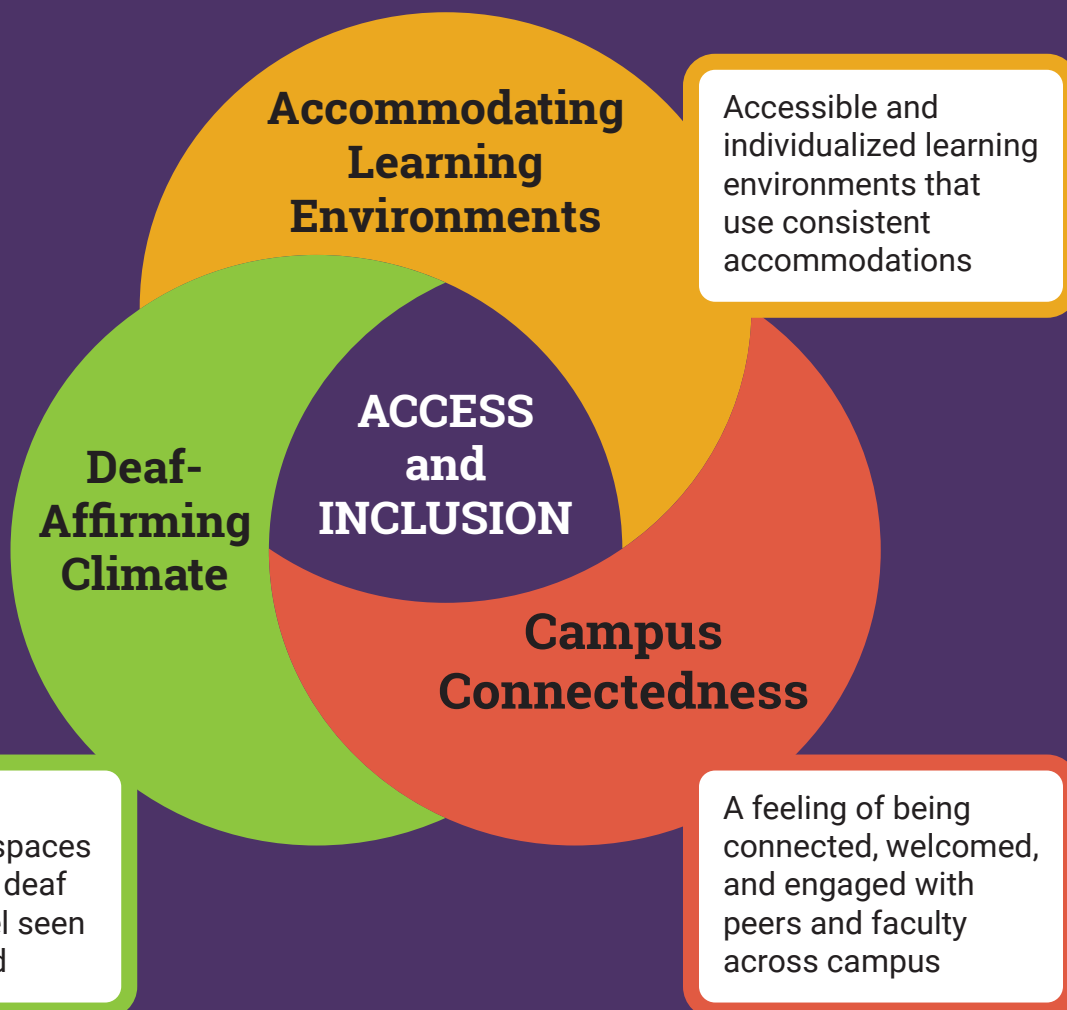 Accommodating
Learning
Environments
Accessible and
individualized learning
environments that
use consistent
accommodations
ACCESS
and
INCLUSION
Deaf-
Affirming
Climate
Campus
Connectedness
spaces
deaf
seen
A feeling of being
connected, welcomed,
and engaged with
peers and faculty
across campus